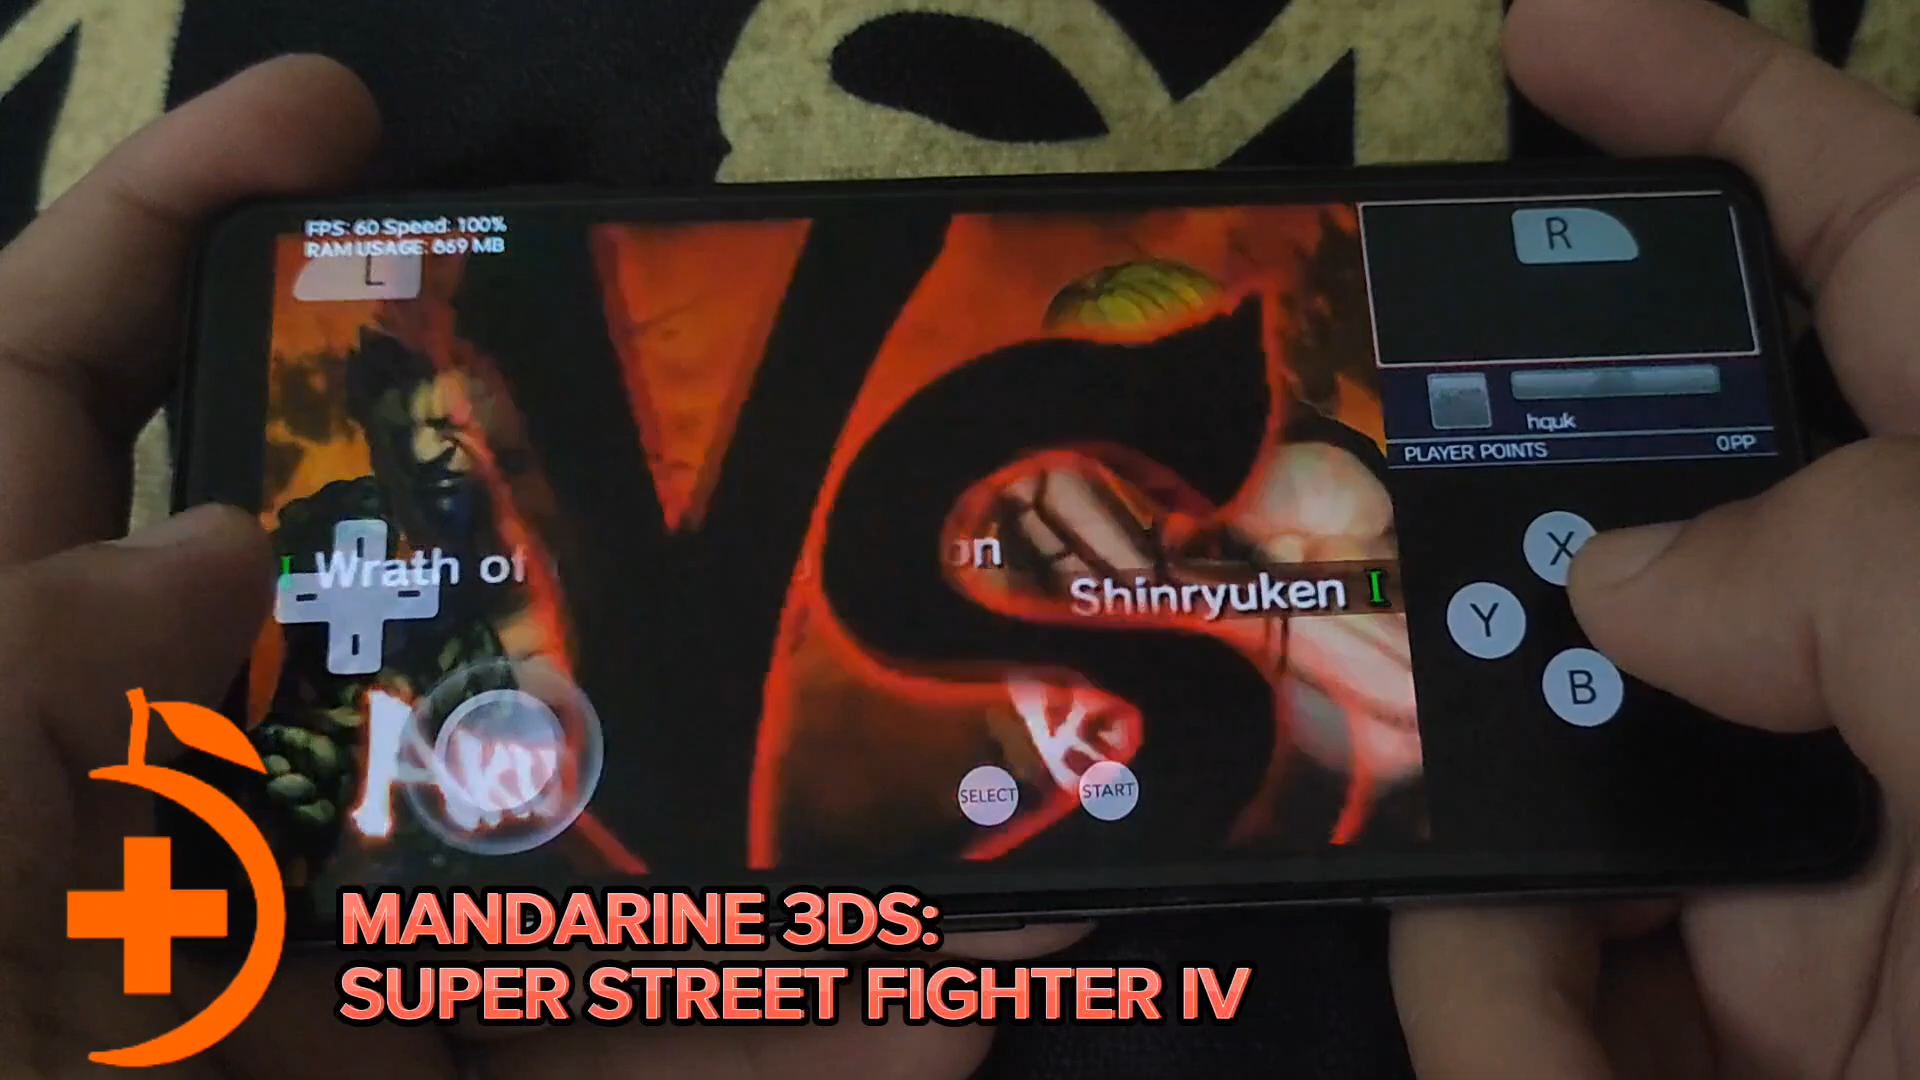 FPS: 60 Speed: 100%
RAM USAGE: 869 MB
L
R
hquk
PLAYER POINTS 0PP
X
I Wrath of
on
Shinryuken I
Y
B
SELECT
START
MANDARINE 3DS:
SUPER STREET FIGHTER IV